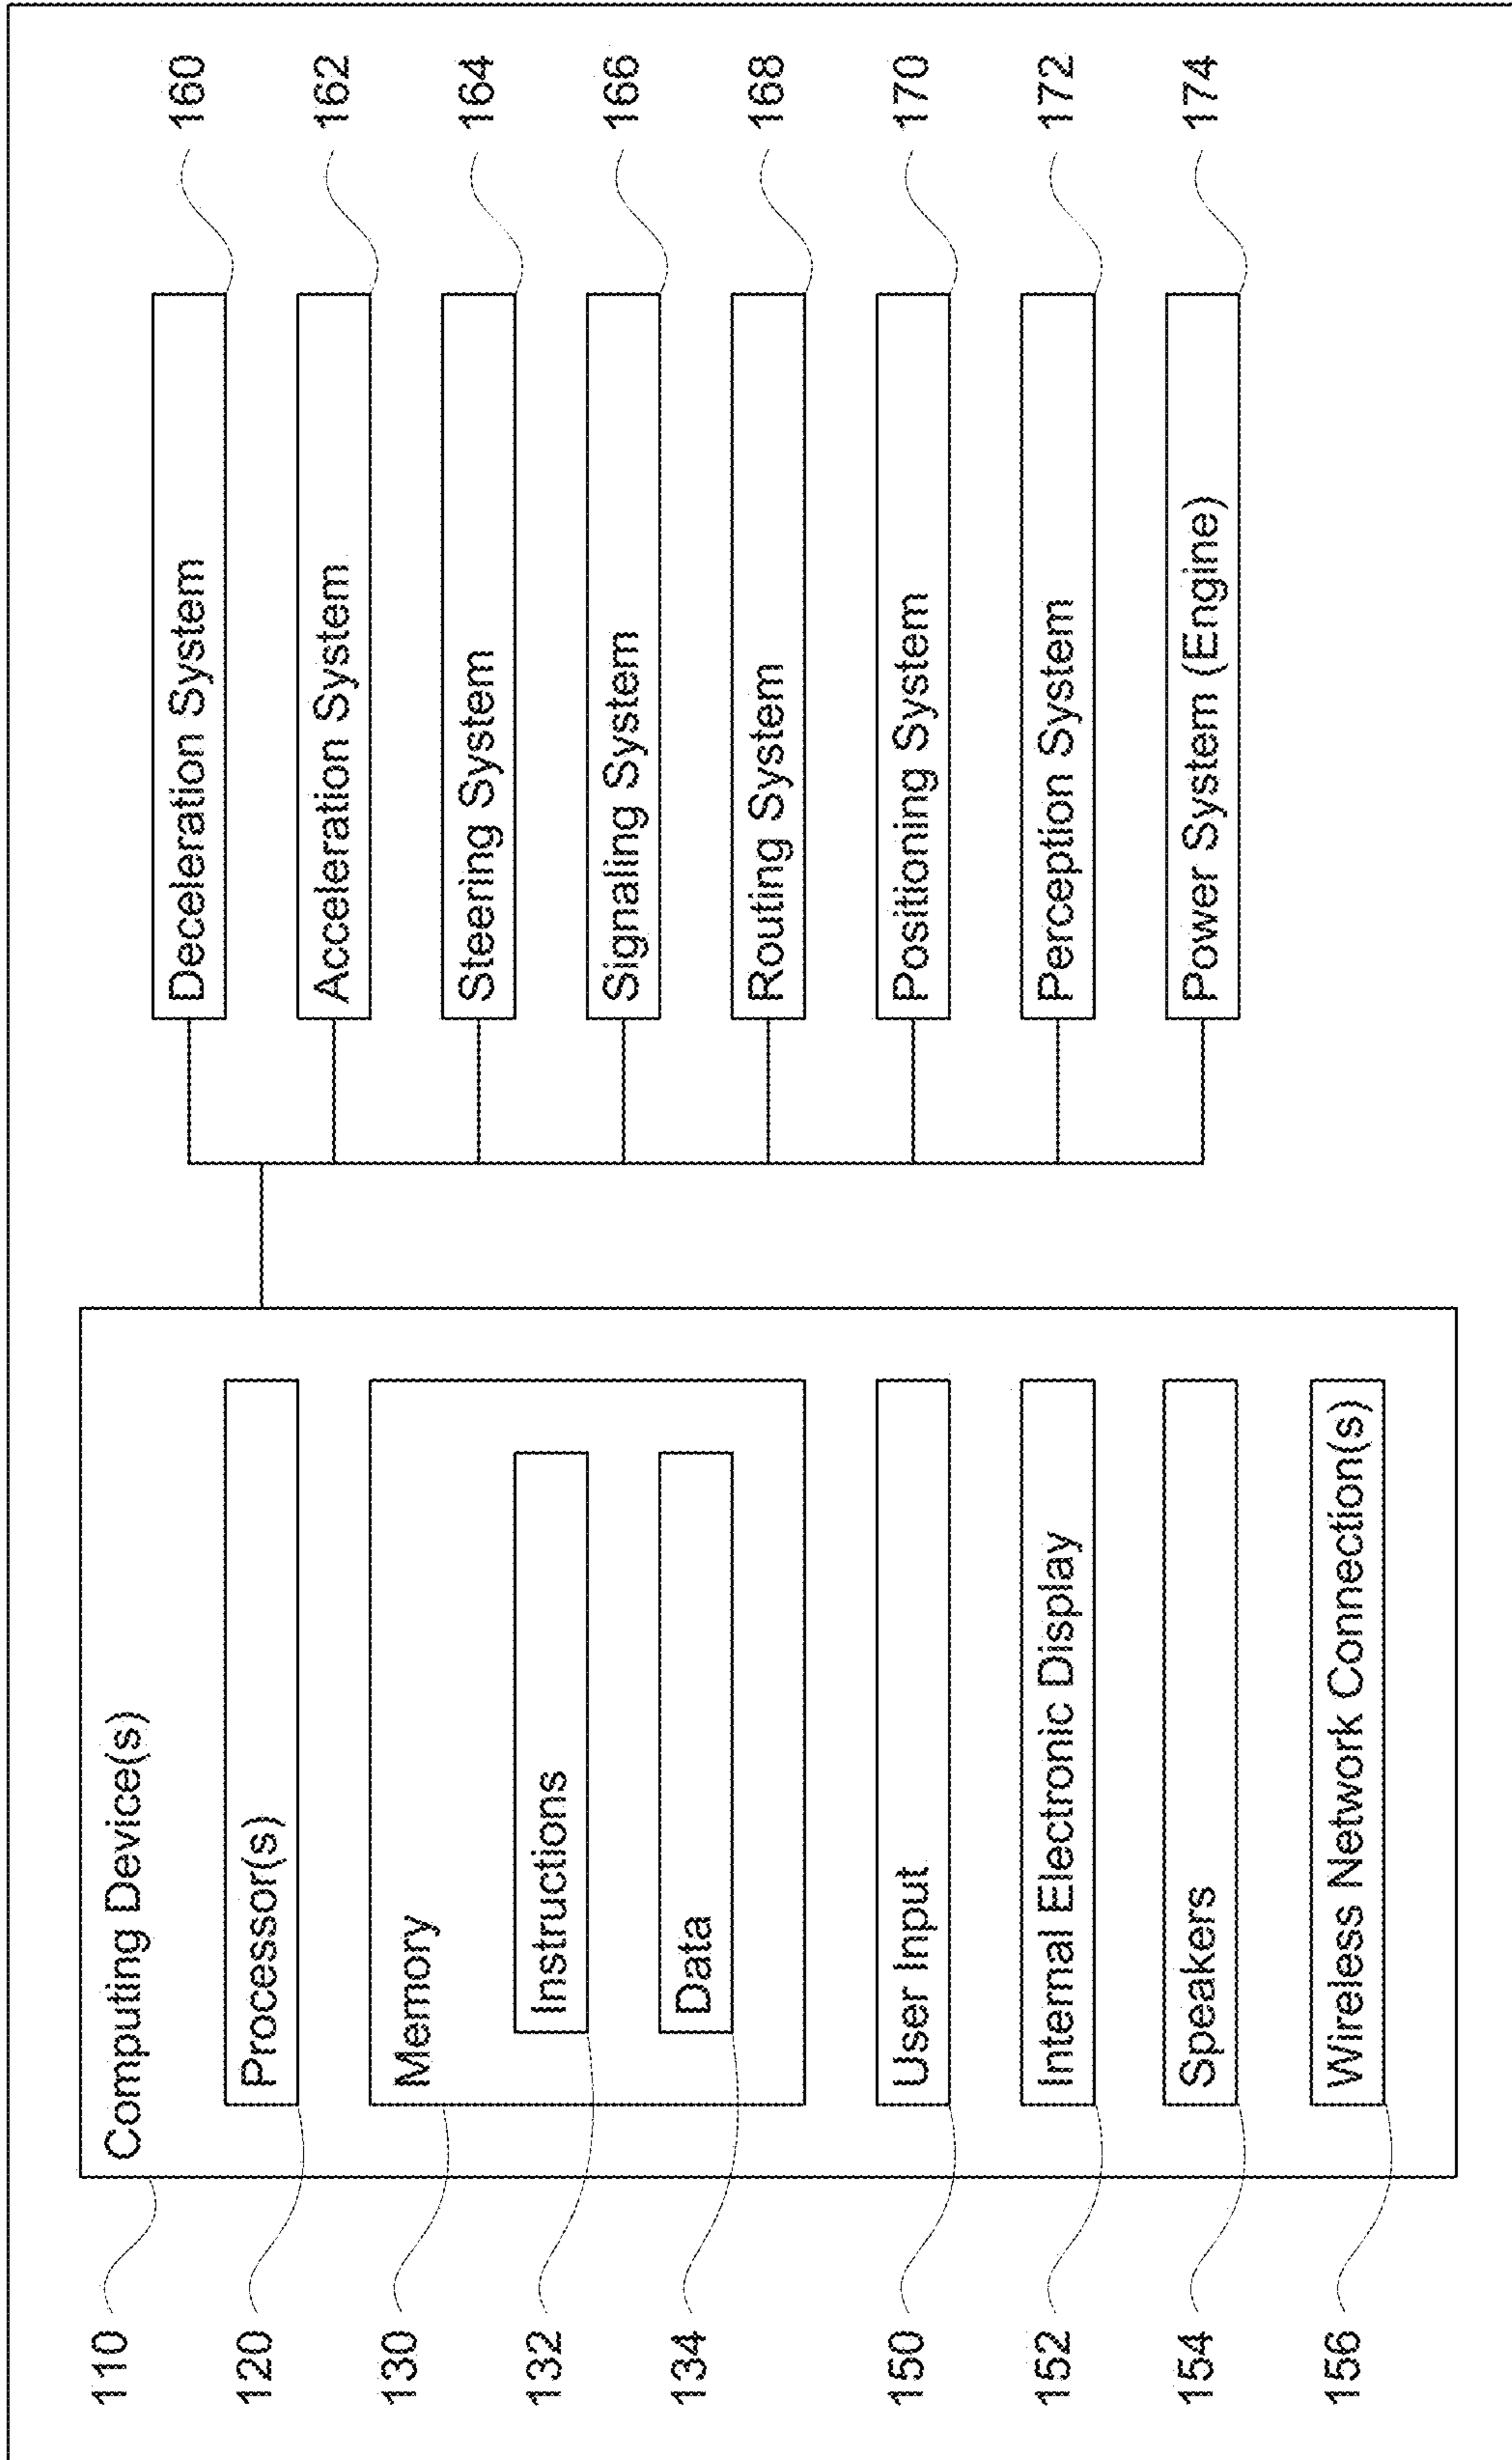 110
Computing Device(s)
120
Processor(s)
130
Memory
132
Instructions
134
Data
150
User Input
152
Internal Electronic Display
154
Speakers
156
Wireless Network Connection(s)
Deceleration System
160
Acceleration System
162
Steering System
164
Signaling System
166
Routing System
168
Positioning System
170
Perception System
172
Power System (Engine)
174